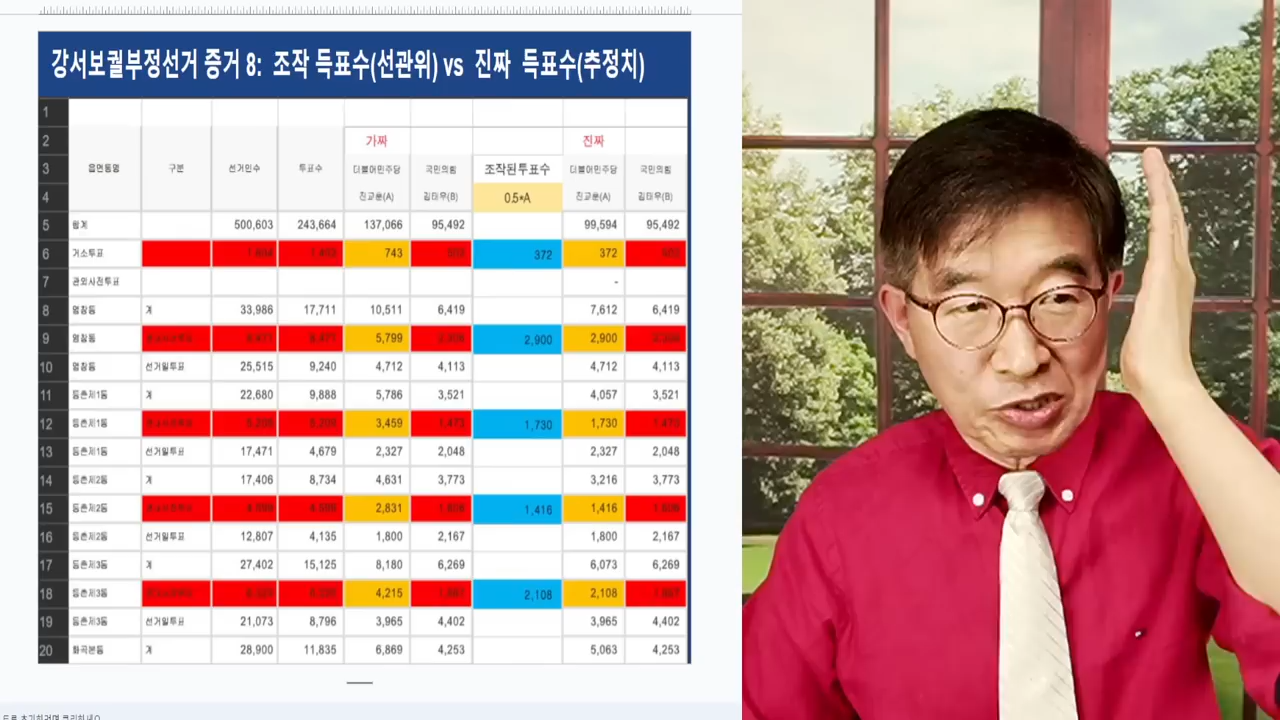 강서보궐부정선거 증거 8: 조작 득표수(선관위) vs 진짜 득표수(추정치)
1
2 가짜 진짜
3 읍면동명 구분 선거인수 투표수 더불어민주당 국민의힘 조작된투표수 더불어민주당 국민의힘
4 진교훈(A) 김태우(B) 0.5*A 진교훈(A) 김태우(B)
5 합계 500,603 243,664 137,066 95,492 99,594 95,492
6 거소투표 743 372 372
7 관외사전투표 -
8 염창동 계 33,986 17,711 10,511 6,419 7,612 6,419
9 염창동 5,799 2,900 2,900
10 염창동 선거일투표 25,515 9,240 4,712 4,113 4,712 4,113
11 등촌제1동 계 22,680 9,888 5,786 3,521 4,057 3,521
12 등촌제1동 3,459 1,473 1,730 1,730 1,473
13 등촌제1동 선거일투표 17,471 4,679 2,327 2,048 2,327 2,048
14 등촌제2동 계 17,406 8,734 4,631 3,773 3,216 3,773
15 등촌제2동 2,831 1,416 1,416
16 등촌제2동 선거일투표 12,807 4,135 1,800 2,167 1,800 2,167
17 등촌제3동 계 27,402 15,125 8,180 6,269 6,073 6,269
18 등촌제3동 4,215 2,108 2,108
19 등촌제3동 선거일투표 21,073 8,796 3,965 4,402 3,965 4,402
20 화곡본동 계 28,900 11,835 6,869 4,253 5,063 4,253